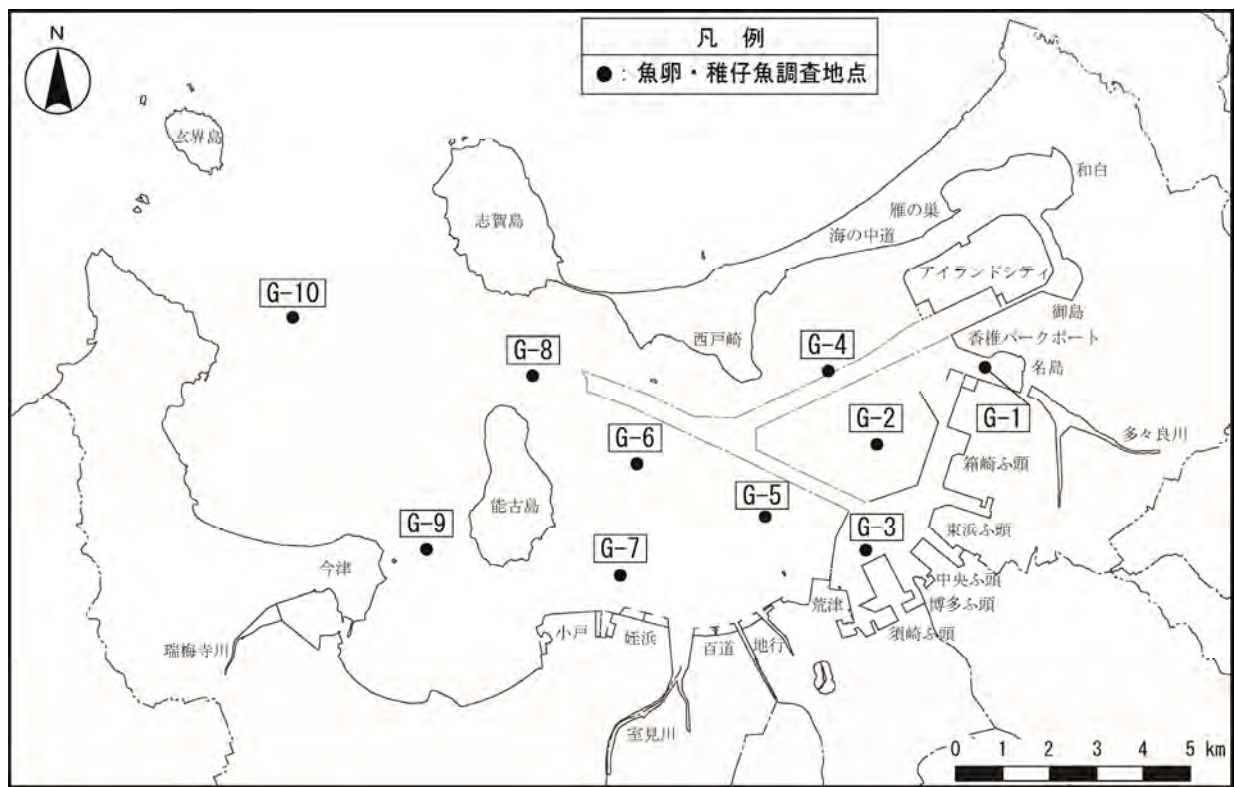 N
凡 例
●：魚卵・稚仔魚調査地点
玄界島
和白
志賀島
雁の巣
海の中道
アイランドシティ
G-10
御島
西戸崎
香椎パークポート
G-8
G-4
名島
G-1
G-2
多々良川
G-6
箱崎ふ頭
能古島
G-5
G-9
G-3
東浜ふ頭
G-7
今津
中央ふ頭
荒津
博多ふ頭
小戸
姪浜
百道
地行
須崎ふ頭
瑞梅寺川
室見川
0 1 2 3 4 5 km